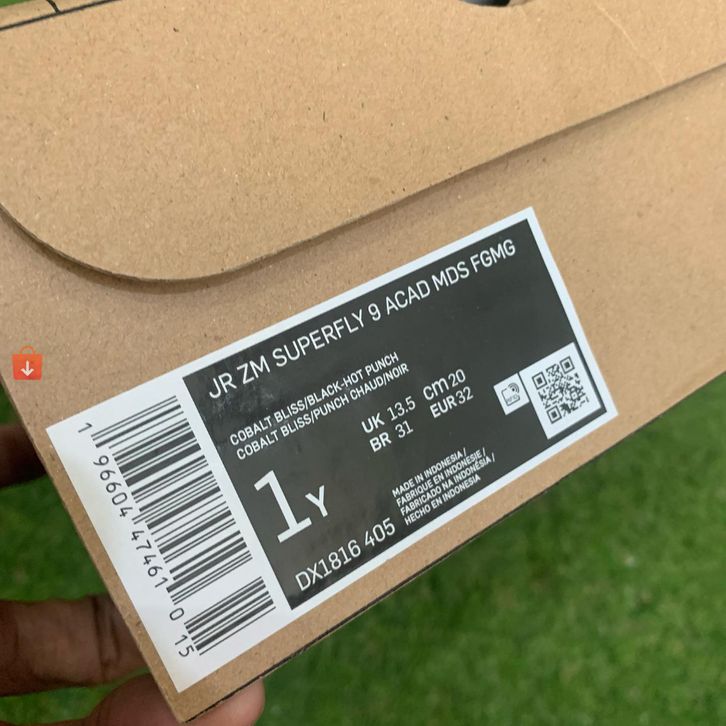 JR ZM SUPERFLY 9 ACAD MDS FGMG
COBALT BLISS/BLACK-HOT PUNCH
COBALT BLISS/PUNCH CHAUD/NOIR
1Y
UK 13.5 cm 20
BR 31 EUR 32
MADE IN INDONESIA/
FABRIQUE EN INDONESIE/
FABRICADO NA INDONÉSIA/
HECHO EN INDONESIA
DX1816 405
1 96604 47461 0 15